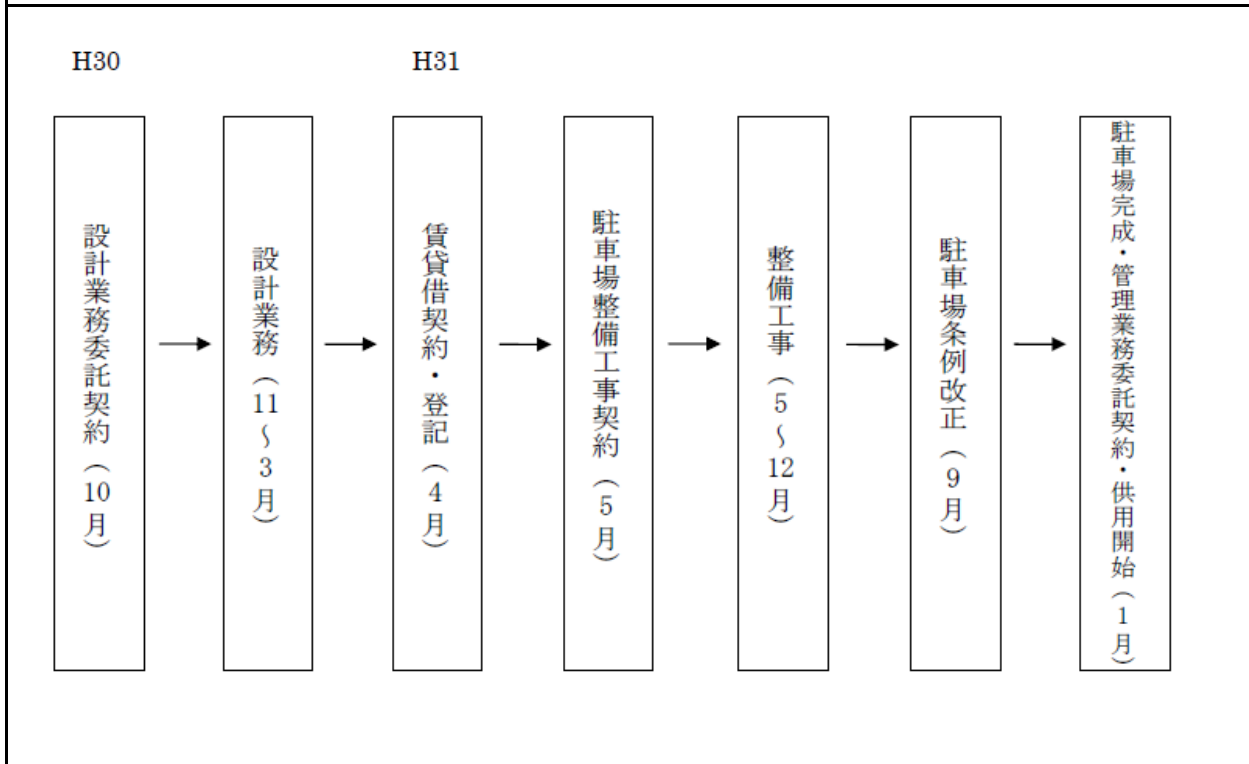 H30
H31
設計業務委託契約（10月）
設計業務（11～3月）
賃貸借契約・登記（4月）
駐車場整備工事契約（5月）
整備工事（5～12月）
駐車場条例改正（9月）
駐車場完成・管理業務委託契約・供用開始（1月）